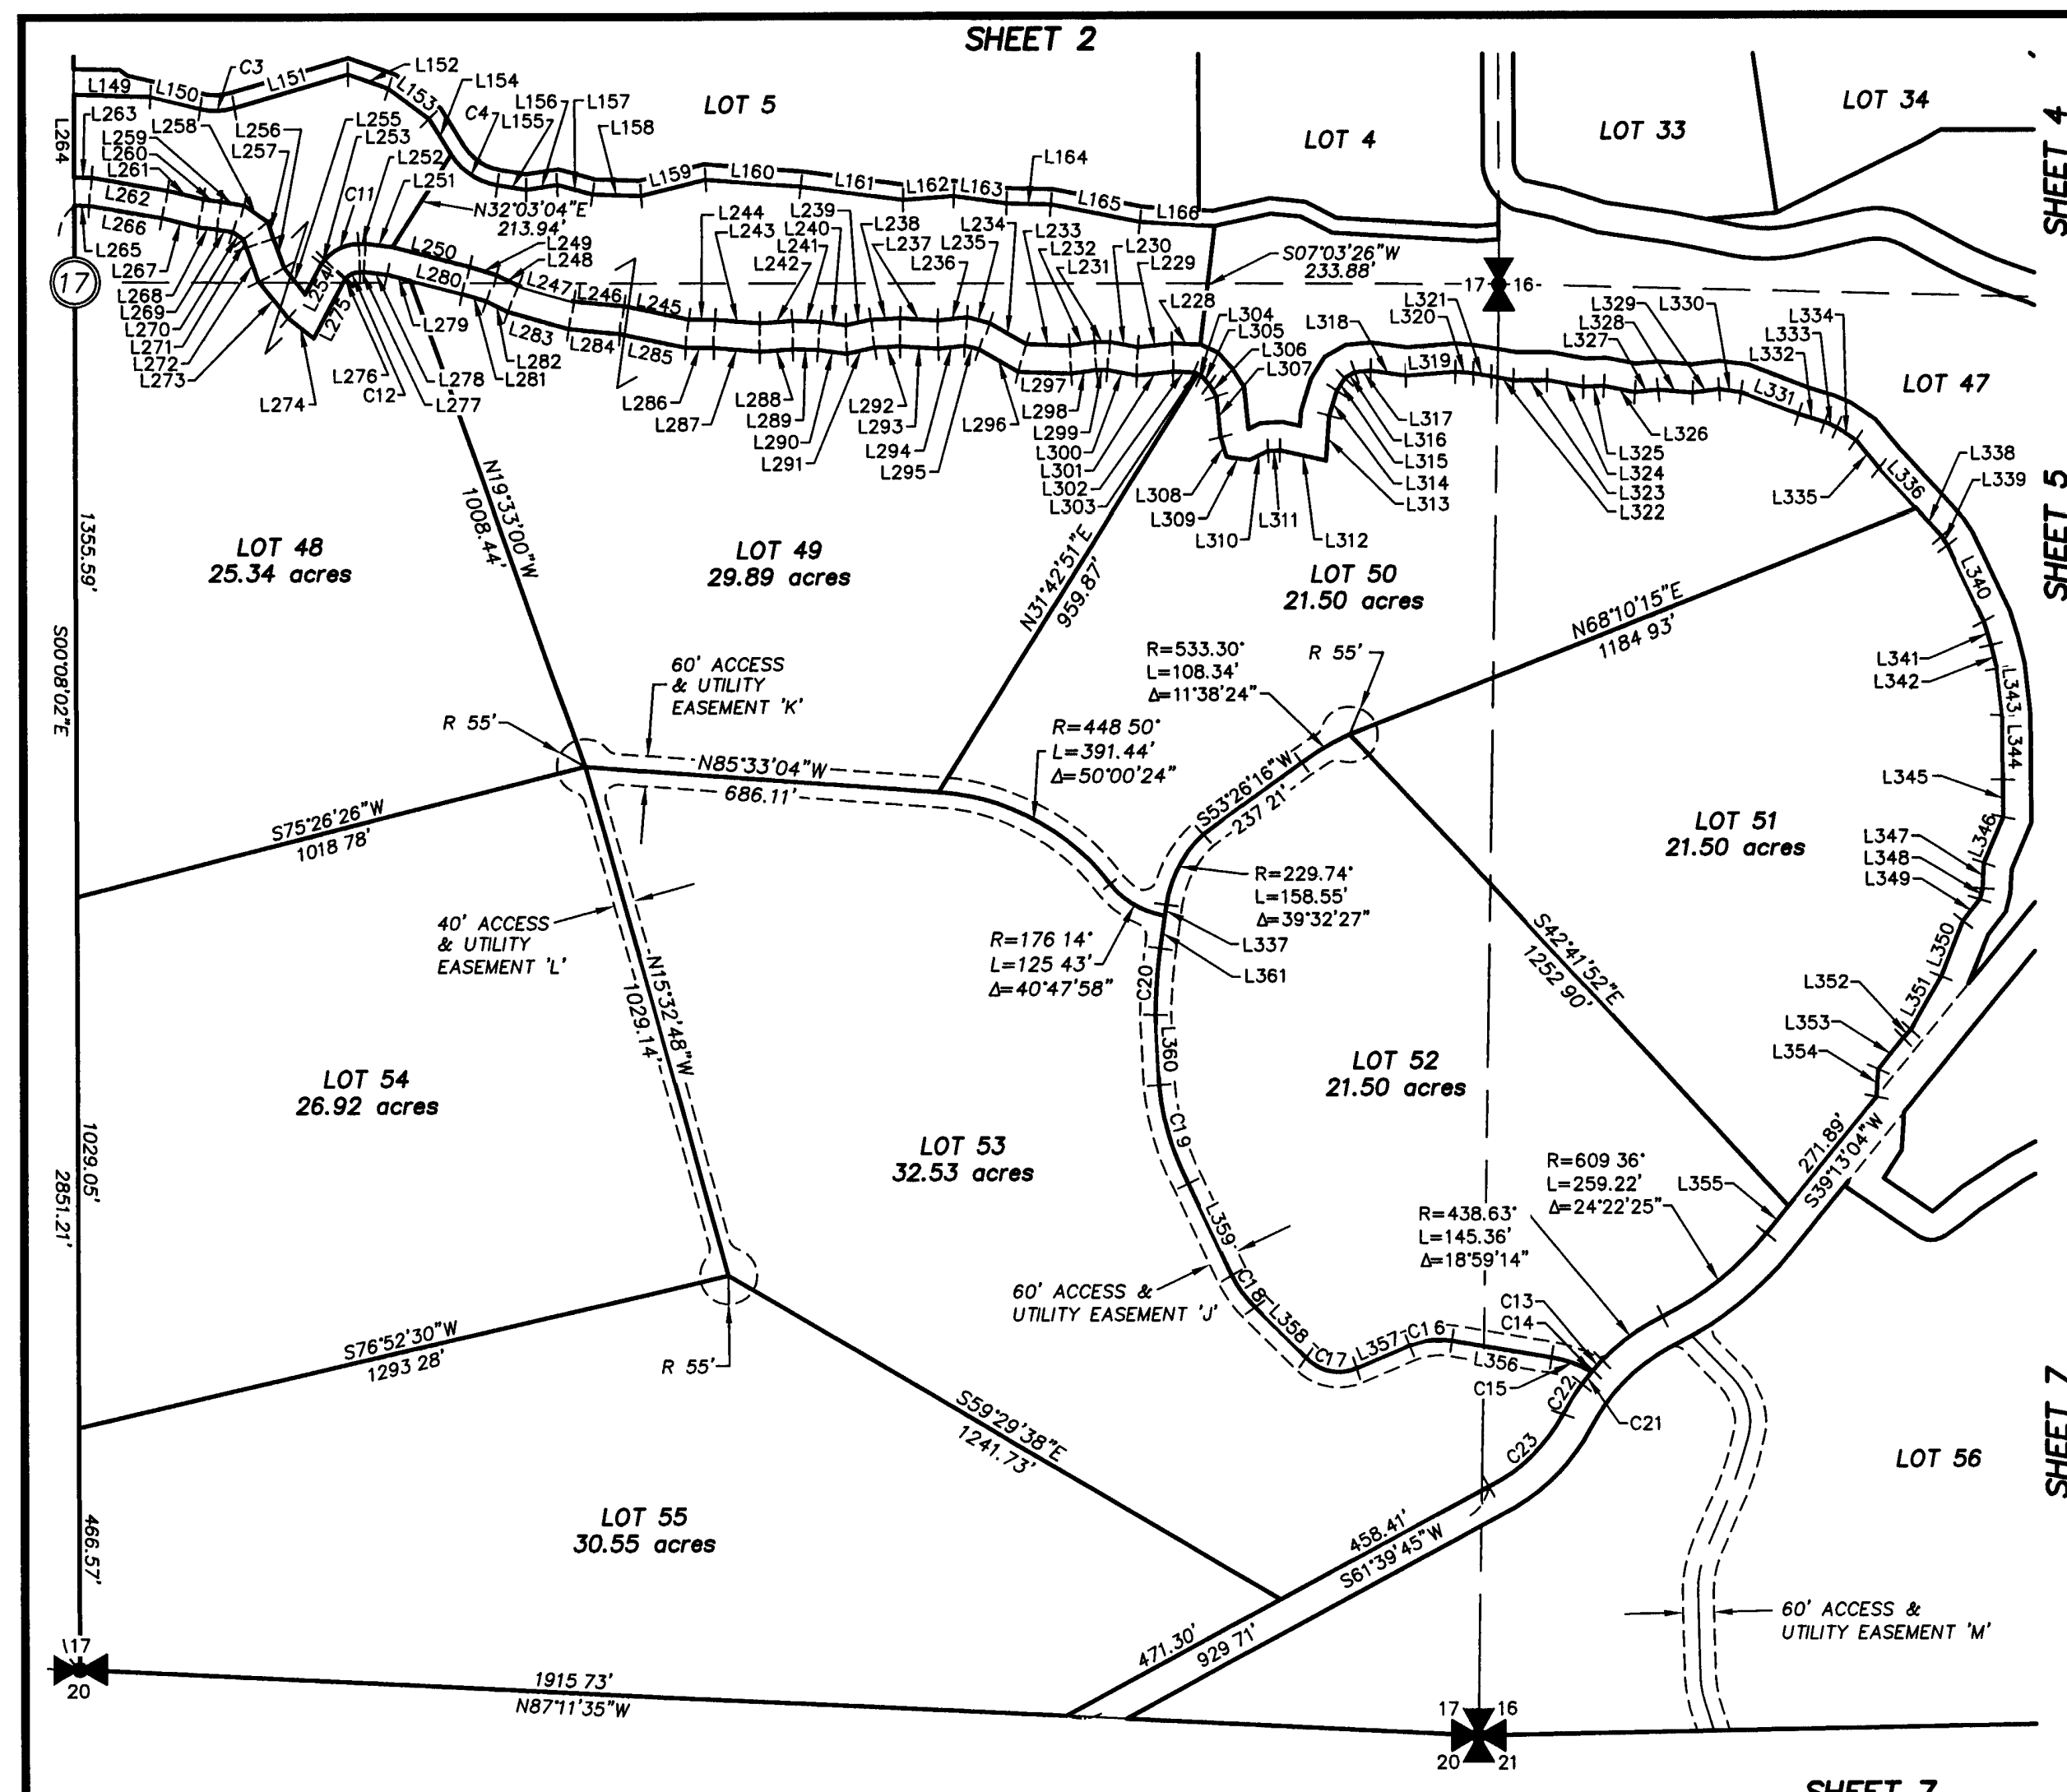 SHEET 2
SHEET 4
SHEET 5
SHEET 7
SHEET 7
LOT 5
LOT 4
LOT 33
LOT 34
LOT 47
L149
L150
C3
L151
L152
L153
L154
C4
L155
L156
L157
L158
L159
L160
L161
L162
L163
L164
L165
L166
L263
L264
L259
L260
L261
L258
L256
L257
L255
L253
L252
L251
C11
L262
L266
L265
L267
L268
L269
L270
L271
L272
L273
L274
L254
L275
L276
C12
L277
L278
L279
L250
L280
L249
L248
L247
L246
L245
L281
L282
L283
L284
L285
N32°03'04"E
213.94'
L244
L243
L242
L241
L240
L239
L238
L237
L236
L235
L234
L233
L232
L231
L230
L229
L228
S07°03'26"W
233.88'
L286
L287
L288
L289
L290
L291
L292
L293
L294
L295
L296
L297
L298
L299
L300
L301
L302
L303
L304
L305
L306
L307
L308
L309
L310
L311
L312
L313
L314
L315
L316
L317
L318
L319
L320
L321
L322
L323
L324
L325
L326
L327
L328
L329
L330
L331
L332
L333
L334
L335
L336
L338
L339
L340
L341
L342
L343
L344
L345
L346
L347
L348
L349
L350
L351
L352
L353
L354
17
17
16
1355.59'
S00°08'02"E
LOT 48
25.34 acres
N19°33'00"W
1008.44'
LOT 49
29.89 acres
N31°42'51"E
959.87'
LOT 50
21.50 acres
N68°10'15"E
1184 93'
R=533.30'
L=108.34'
Δ=11°38'24"
R 55'
60' ACCESS
& UTILITY
EASEMENT 'K'
R 55'
R=448 50'
L=391.44'
Δ=50°00'24"
N85°33'04"W
686.11'
S53°26'16"W
237 21'
S75°26'26"W
1018 78'
LOT 51
21.50 acres
R=229.74'
L=158.55'
Δ=39°32'27"
R=176 14'
L=125 43'
Δ=40°47'58"
L337
L361
40' ACCESS
& UTILITY
EASEMENT 'L'
N15°32'48"W
1029.14'
S42°41'52"E
1252 90'
C20
L360
C19
L359
C18
L358
C17
L357
C16
L356
LOT 52
21.50 acres
LOT 54
26.92 acres
LOT 53
32.53 acres
1029.05'
2851.21'
271.89'
S39°13'04"W
R=609 36'
L=259.22'
Δ=24°22'25"
L355
R=438.63'
L=145.36'
Δ=18°59'14"
C13
C14
C15
C21
C22
C23
60' ACCESS &
UTILITY EASEMENT 'J'
S76°52'30"W
1293 28'
R 55'
S59°29'38"E
1241.73'
LOT 56
LOT 55
30.55 acres
466.57'
458.41'
S61°39'45"W
471.30'
929 71'
60' ACCESS &
UTILITY EASEMENT 'M'
17
20
1915 73'
N87°11'35"W
17
16
20
21